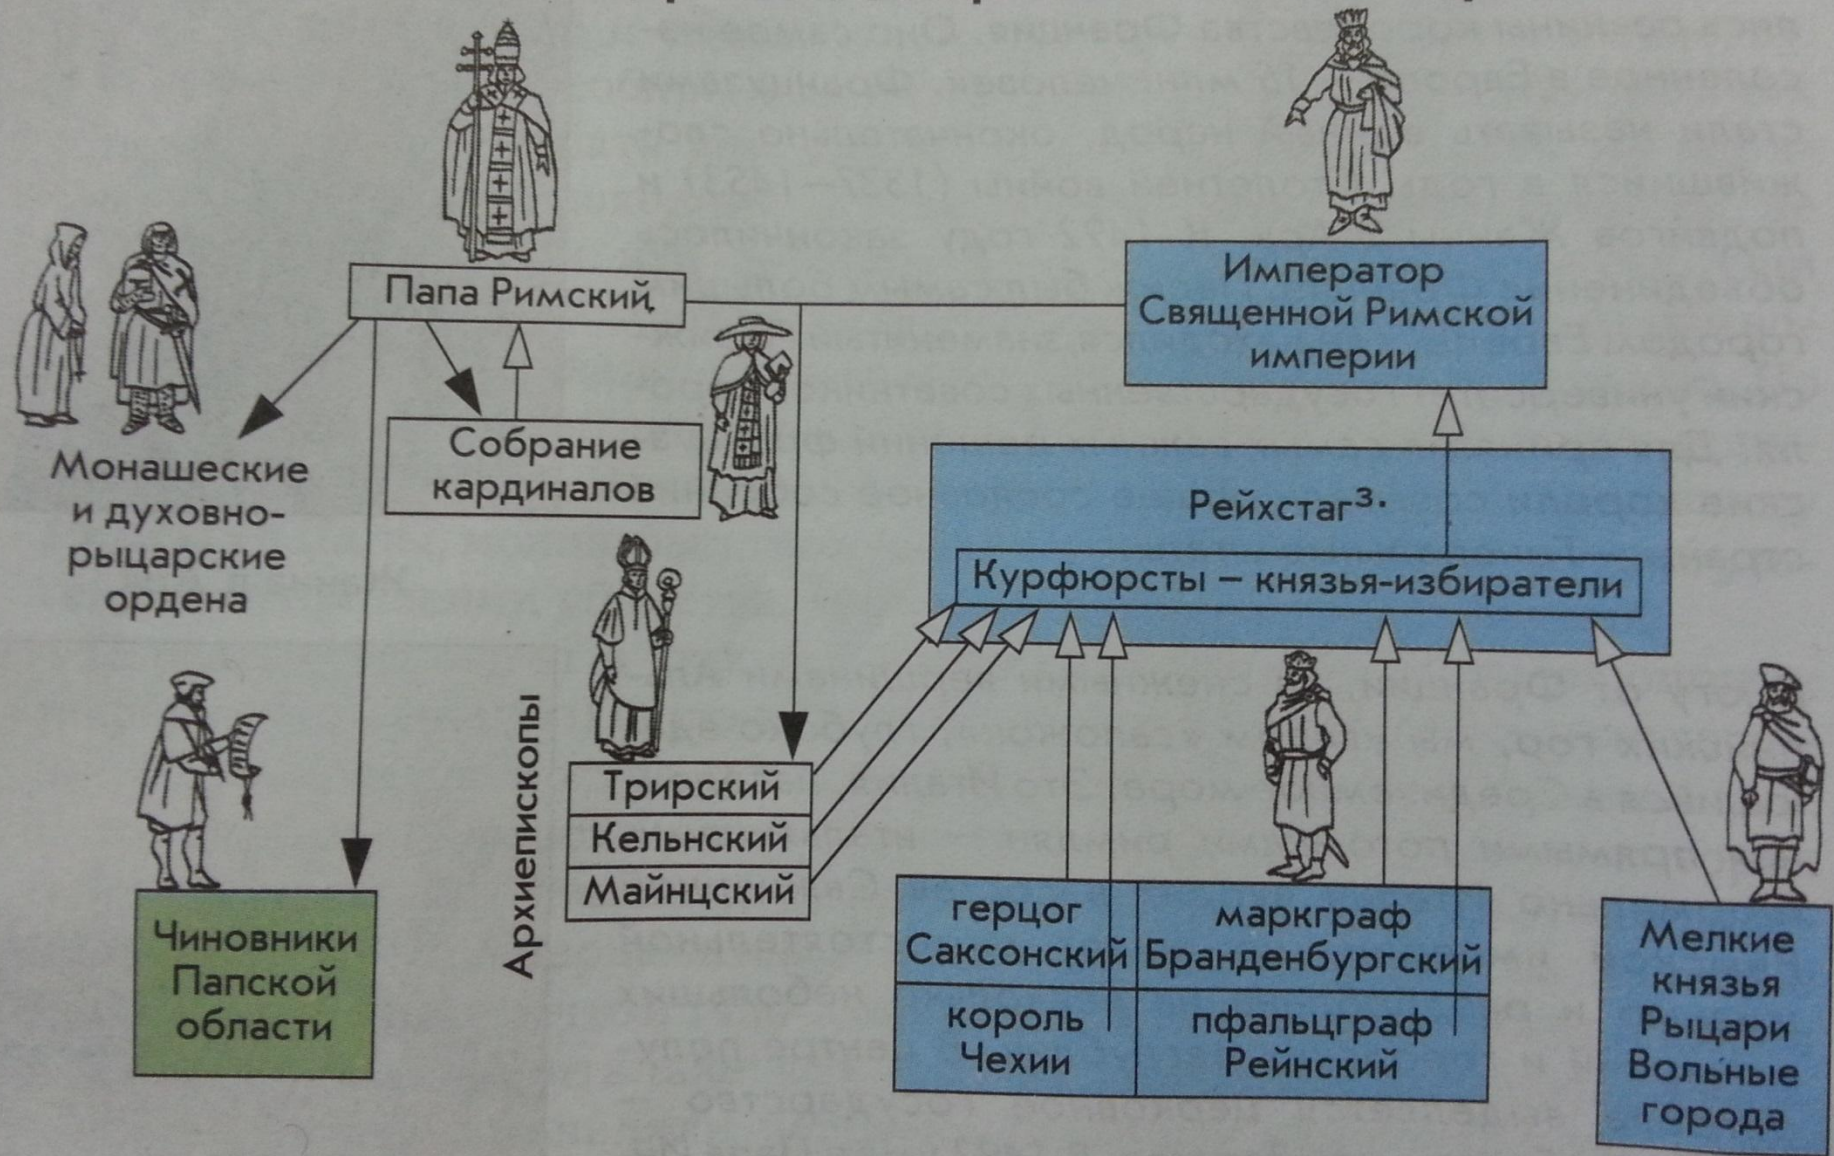 Папа Римский
Император
Священной Римской
империи
Собрание
кардиналов
Монашеские
и духовно-
рыцарские
ордена
Рейхстаг³·
Курфюрсты – князья-избиратели
Архиепископы
Трирский
Кельнский
Майнцский
Чиновники
Папской
области
герцог
Саксонский
маркграф
Бранденбургский
король
Чехии
пфальцграф
Рейнский
Мелкие
князья
Рыцари
Вольные
города